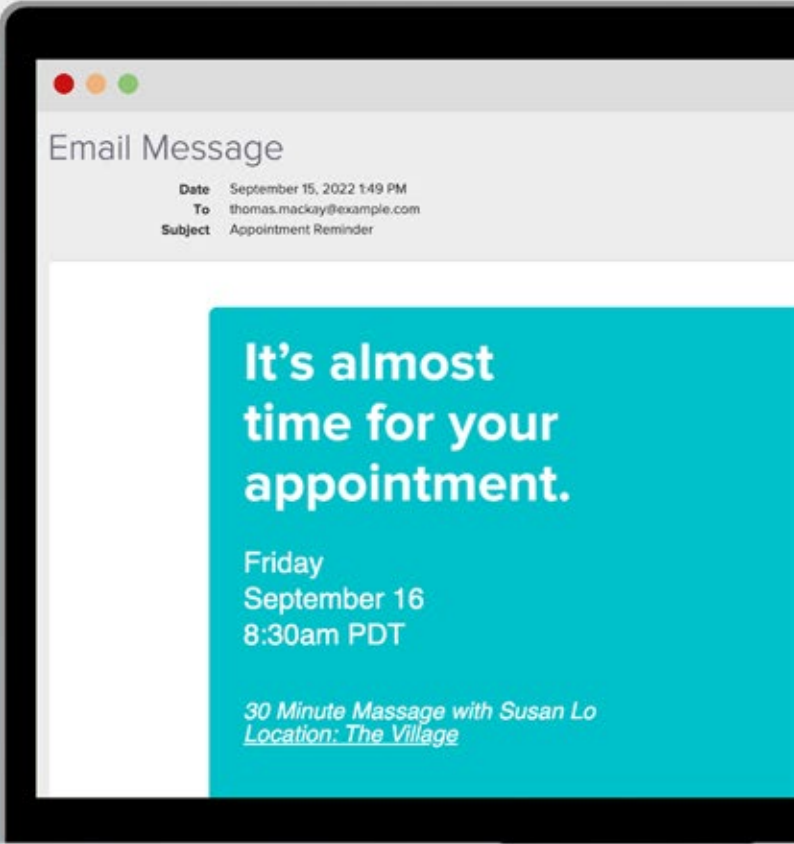 Email Message
Date September 15, 2022 1:49 PM
To thomas.mackay@example.com
Subject Appointment Reminder
It's almost
time for your
appointment.
Friday
September 16
8:30am PDT
30 Minute Massage with Susan Lo
Location: The Village